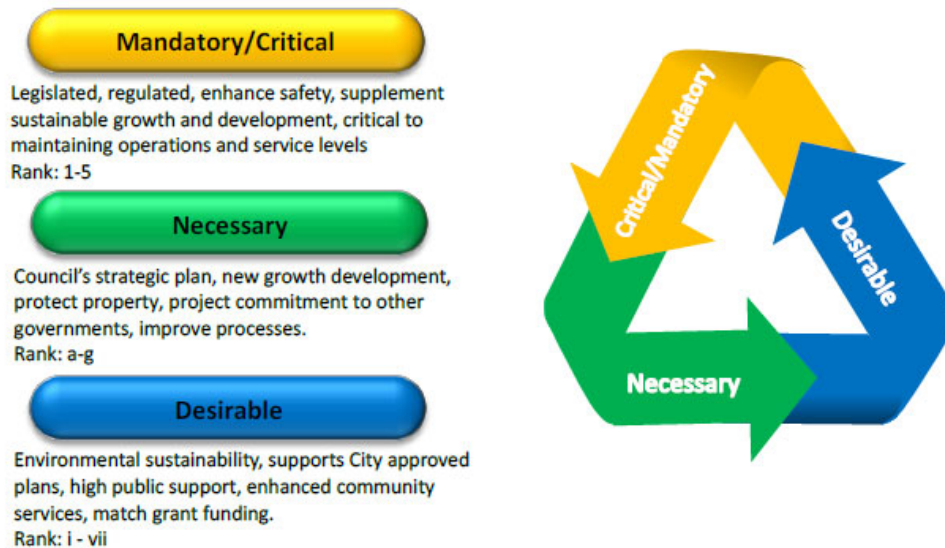 Mandatory/Critical
Legislated, regulated, enhance safety, supplement
sustainable growth and development, critical to
maintaining operations and service levels
Rank: 1-5
Necessary
Council's strategic plan, new growth development,
protect property, project commitment to other
governments, improve processes.
Rank: a-g
Desirable
Environmental sustainability, supports City approved
plans, high public support, enhanced community
services, match grant funding.
Rank: i - vii
Critical/Mandatory
Desirable
Necessary